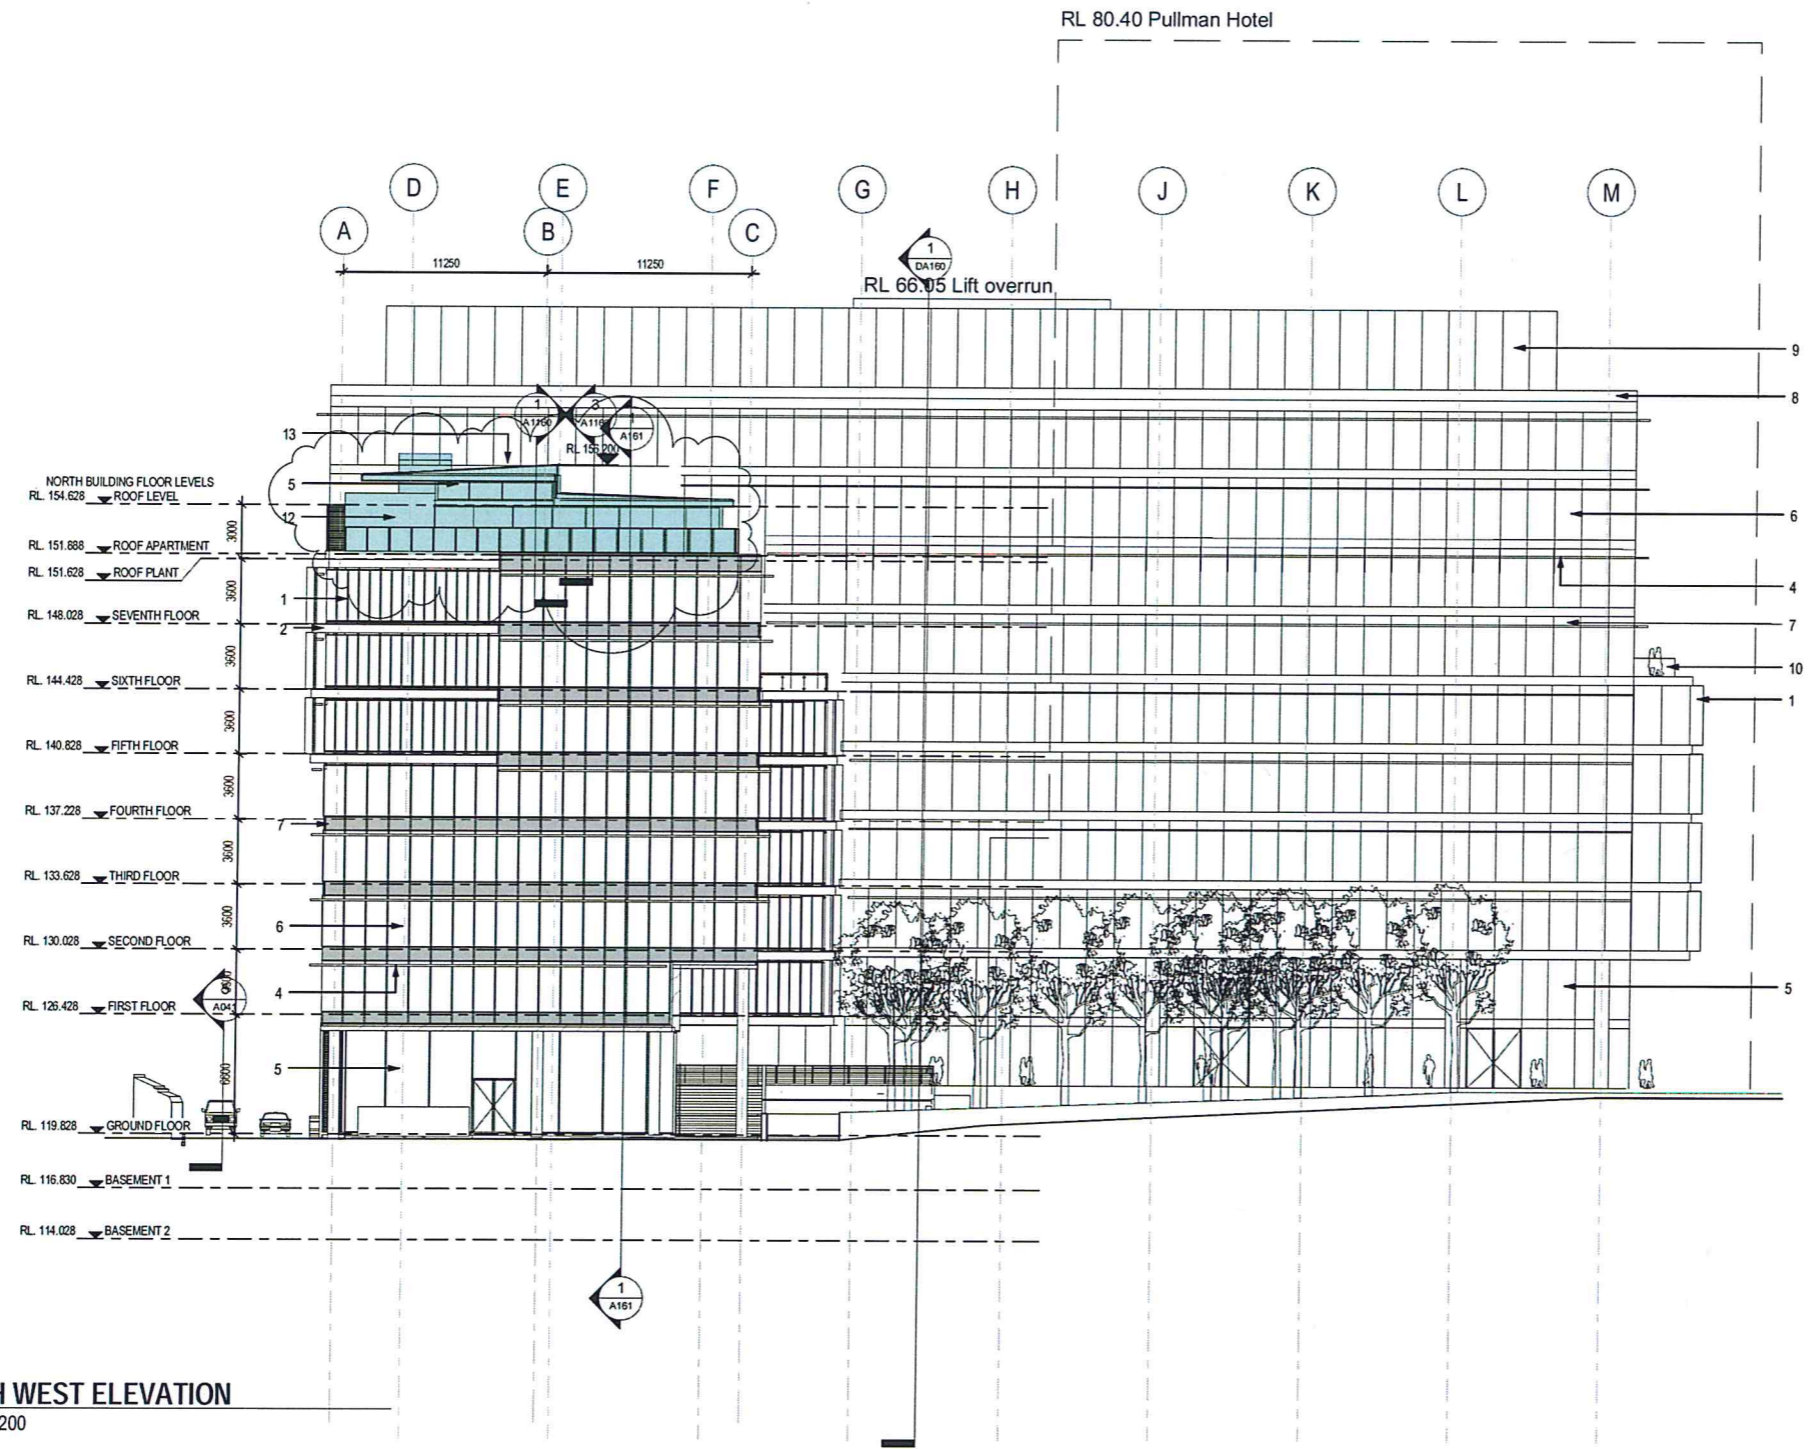 RL 80.40 Pullman Hotel
D
E
F
G
H
J
K
L
M
A
B
C
11250
11250
1
DA160
RL 66.05 Lift overrun
9
8
1
A1160
3
1
A161
13
RL 156.200
NORTH BUILDING FLOOR LEVELS
5
RL. 154.628 ROOF LEVEL
12
6
3000
RL. 151.888 ROOF APARTMENT
RL. 151.628 ROOF PLANT
3600
4
1
RL. 148.028 SEVENTH FLOOR
7
2
3600
10
RL. 144.428 SIXTH FLOOR
1
3600
RL. 140.828 FIFTH FLOOR
3600
RL. 137.228 FOURTH FLOOR
7
3600
RL. 133.628 THIRD FLOOR
3600
6
RL. 130.028 SECOND FLOOR
4
5
RL. 126.428 FIRST FLOOR
5
6600
RL. 119.828 GROUND FLOOR
RL. 116.830 BASEMENT 1
RL. 114.028 BASEMENT 2
1
A161
WEST ELEVATION
200